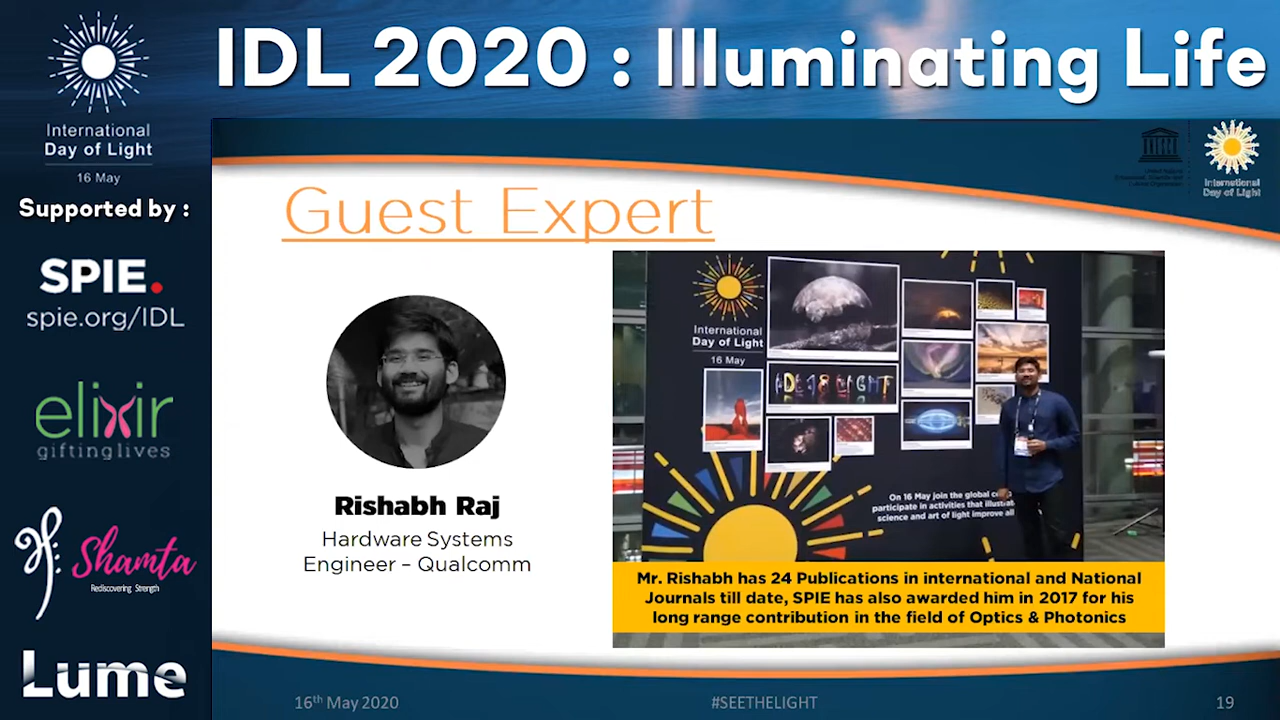 IDL 2020 : Illuminating Life
International
Day of Light
16 May
Supported by :
SPIE.
spie.org/IDL
elixir
giftinglives
Shamta
Rediscovering Strength
Lume
International
Day of Light
Guest Expert
Rishabh Raj
Hardware Systems
Engineer – Qualcomm
International
Day of Light
16 May
On 16 May join the global
participate in activities that
science and art of light improve all
Mr. Rishabh has 24 Publications in international and National
Journals till date, SPIE has also awarded him in 2017 for his
long range contribution in the field of Optics & Photonics
16th May 2020
#SEETHELIGHT
19